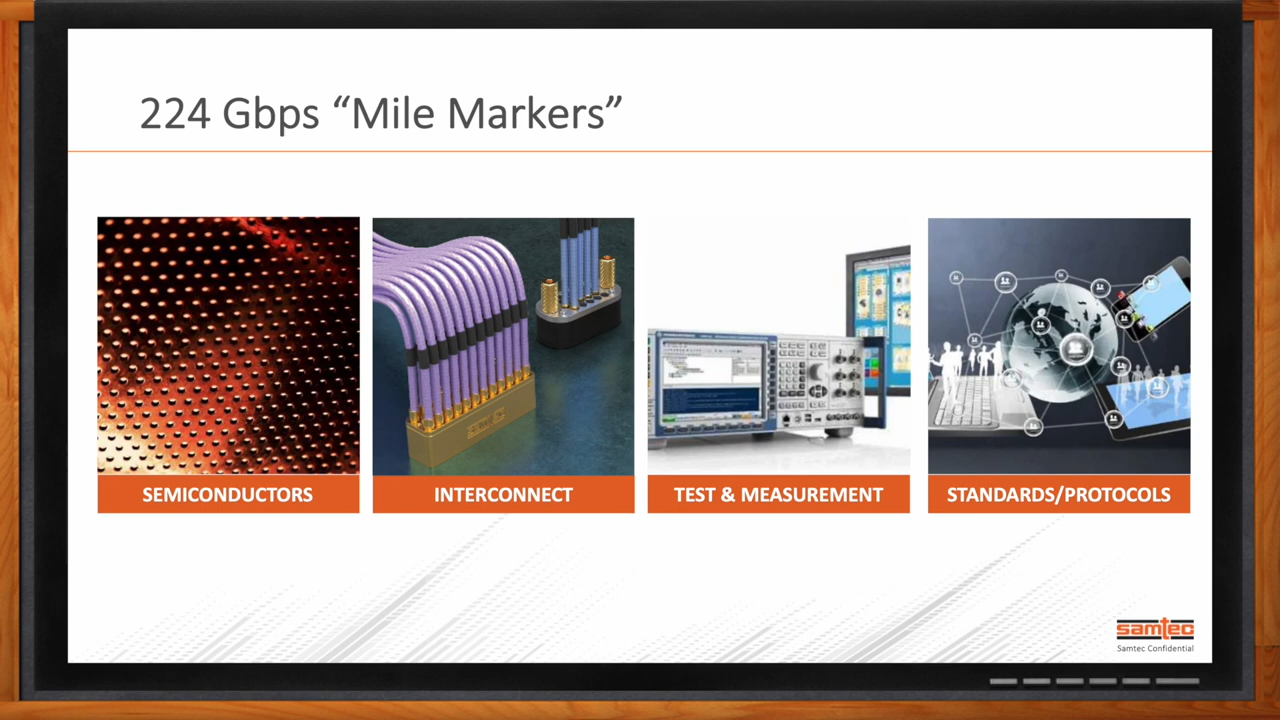 224 Gbps “Mile Markers”
SEMICONDUCTORS
INTERCONNECT
TEST & MEASUREMENT
STANDARDS/PROTOCOLS
samtec
Samtec Confidential